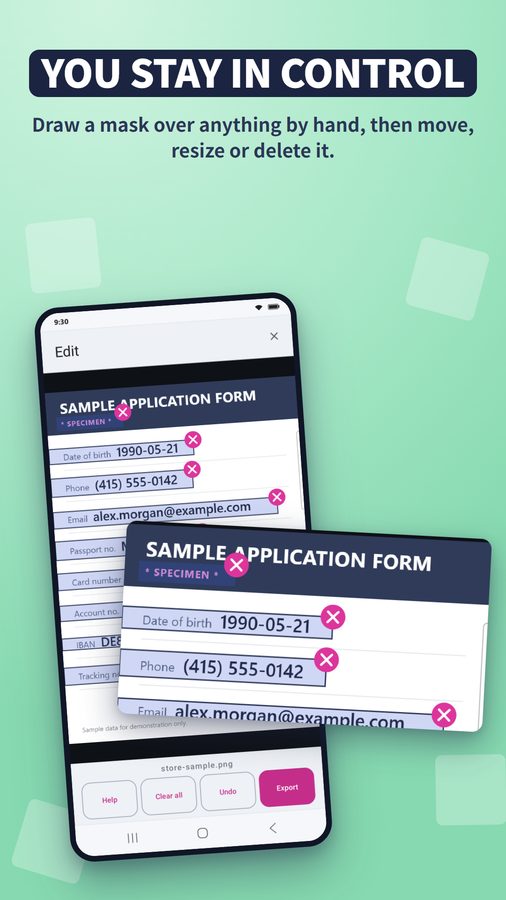 YOU STAY IN CONTROL
Draw a mask over anything by hand, then move,
resize or delete it.
9:30
Edit
SAMPLE APPLICATION FORM
* SPECIMEN *
Date of birth 1990-05-21
Phone (415) 555-0142
Email alex.morgan@example.com
Passport no.
Card number
Account no.
IBAN
Tracking
Sample data for demonstration only.
store-sample.png
Help
Clear all
Undo
Export
SAMPLE APPLICATION FORM
* SPECIMEN *
Date of birth 1990-05-21
Phone (415) 555-0142
Email alex.morgan@example.com